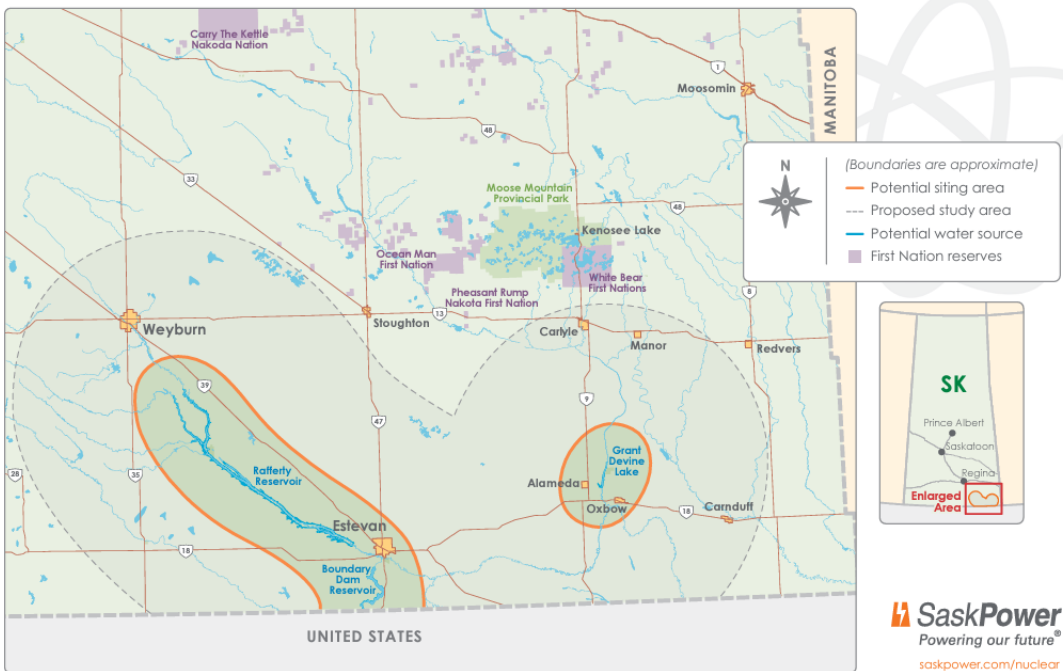 Carry The Kettle
Nakoda Nation
1
Moosomin
MANITOBA
48
33
N
(Boundaries are approximate)
Potential siting area
Proposed study area
Potential water source
First Nation reserves
Moose Mountain
Provincial Park
48
Kenosee Lake
Ocean Man
First Nation
White Bear
First Nations
Pheasant Rump
Nakota First Nation
8
13
Weyburn
Stoughton
Carlyle
Manor
Redvers
39
9
47
SK
Prince Albert
Saskatoon
Regina
Enlarged
Area
28
35
Rafferty
Reservoir
Grant
Devine
Lake
Alameda
Oxbow
18
Carnduff
Estevan
18
Boundary
Dam
Reservoir
UNITED STATES
SaskPower
Powering our future®
saskpower.com/nuclear